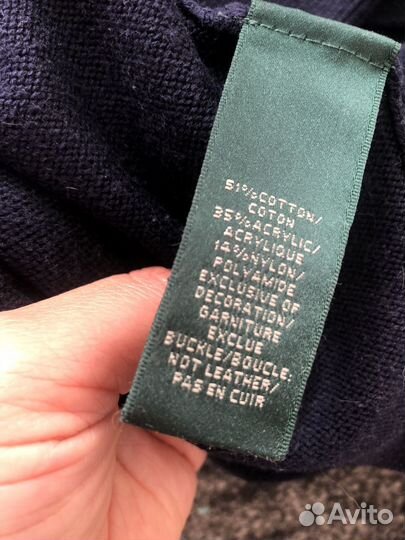 51%COTTON/
COTON
35%ACRYLIC/
ACRYLIQUE
14%NYLON/
POLYAMIDE
EXCLUSIVE OF
DECORATION/
GARNITURE
EXCLUE
BUCKLE/BOUCLE:
NOT LEATHER/
PAS EN CUIR
Avito